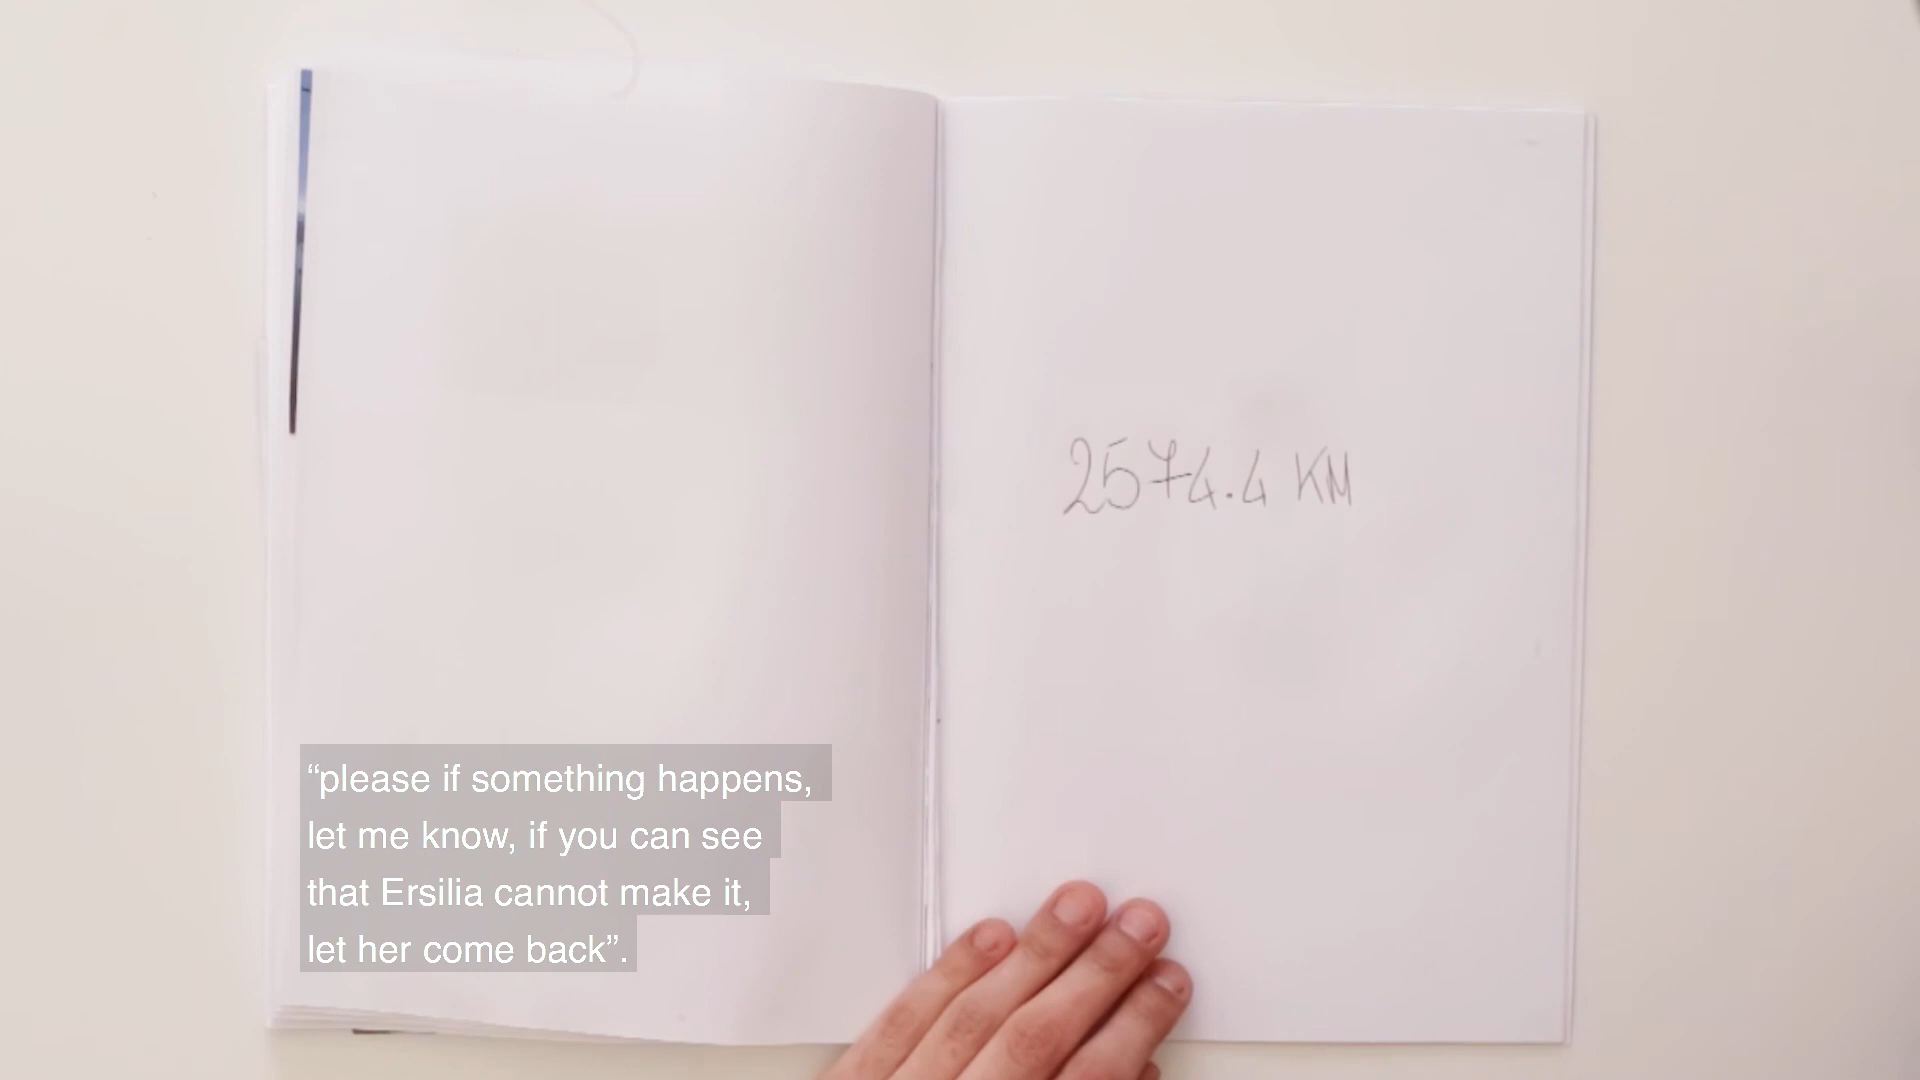 2574.4 KM
“please if something happens,
let me know, if you can see
that Ersilia cannot make it,
let her come back”.